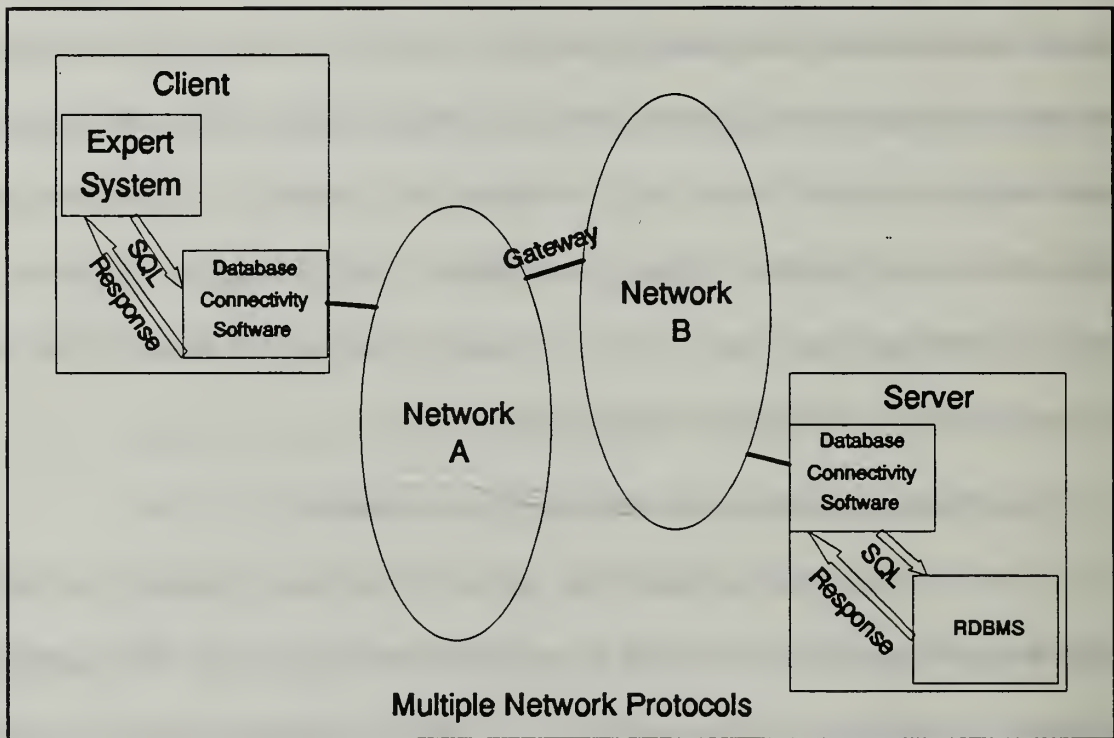 Client
Expert
System
SQL
Response
Database
Connectivity
Software
Network
A
Gateway
Network
B
Server
Database
Connectivity
Software
SQL
Response
RDBMS
Multiple Network Protocols